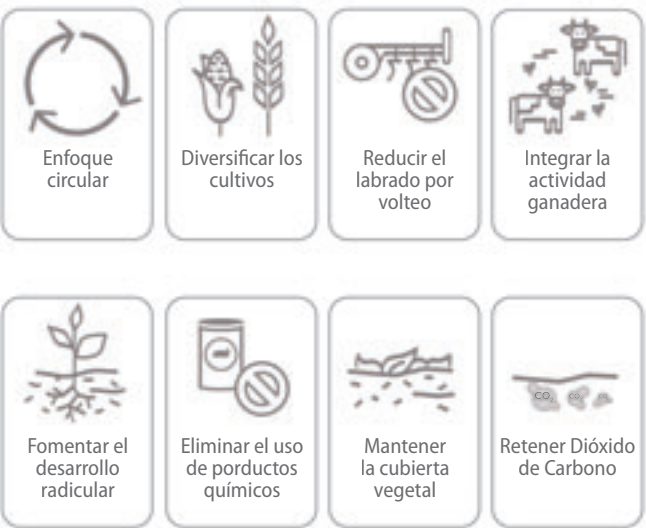 Enfoque
circular
Diversificar los
cultivos
Reducir el
labrado por
volteo
Integrar la
actividad
ganadera
Fomentar el
desarrollo
radicular
Eliminar el uso
de porductos
químicos
Mantener
la cubierta
vegetal
CO₂
Retener Dióxido
de Carbono